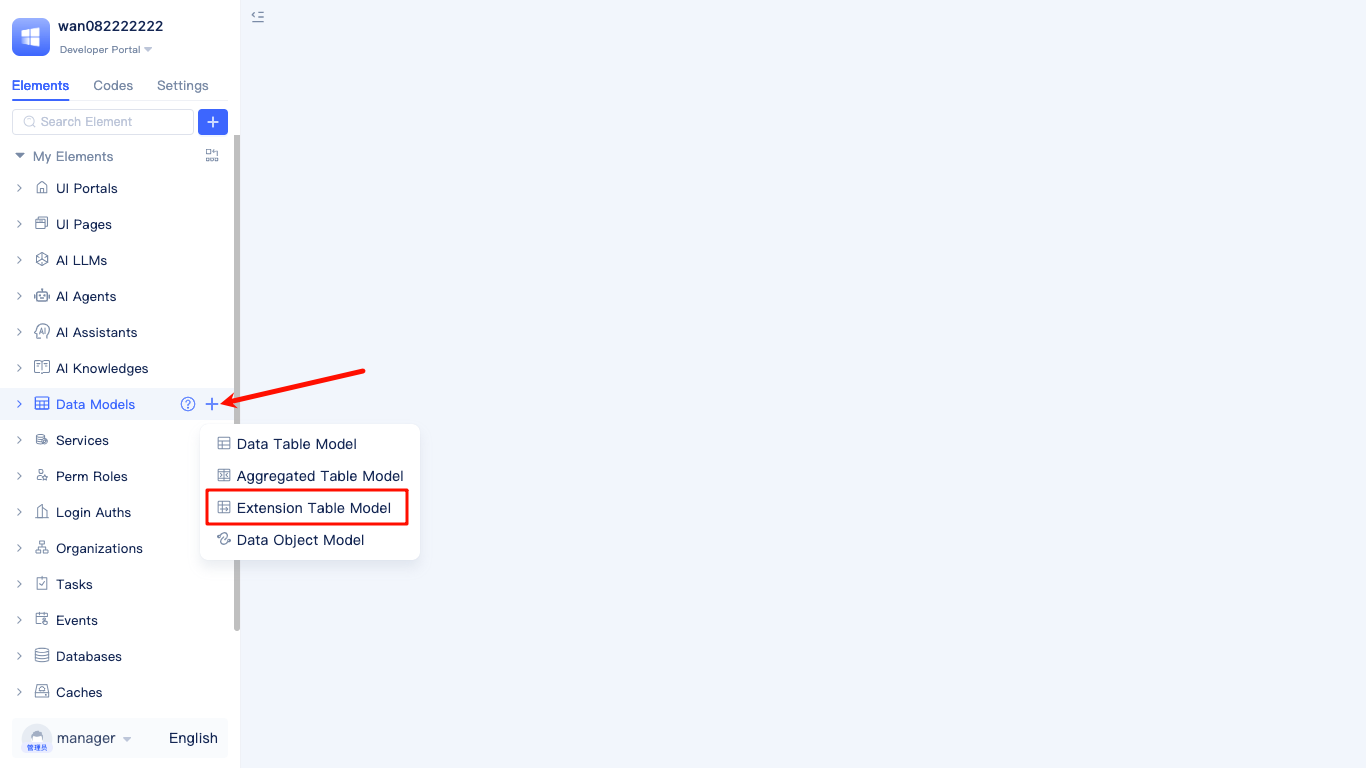 wan082222222
Developer Portal
Elements Codes Settings
Search Element
My Elements
UI Portals
UI Pages
AI LLMs
AI Agents
AI Assistants
AI Knowledges
Data Models
Data Table Model
Aggregated Table Model
Extension Table Model
Data Object Model
Services
Perm Roles
Login Auths
Organizations
Tasks
Events
Databases
Caches
管理员
manager English